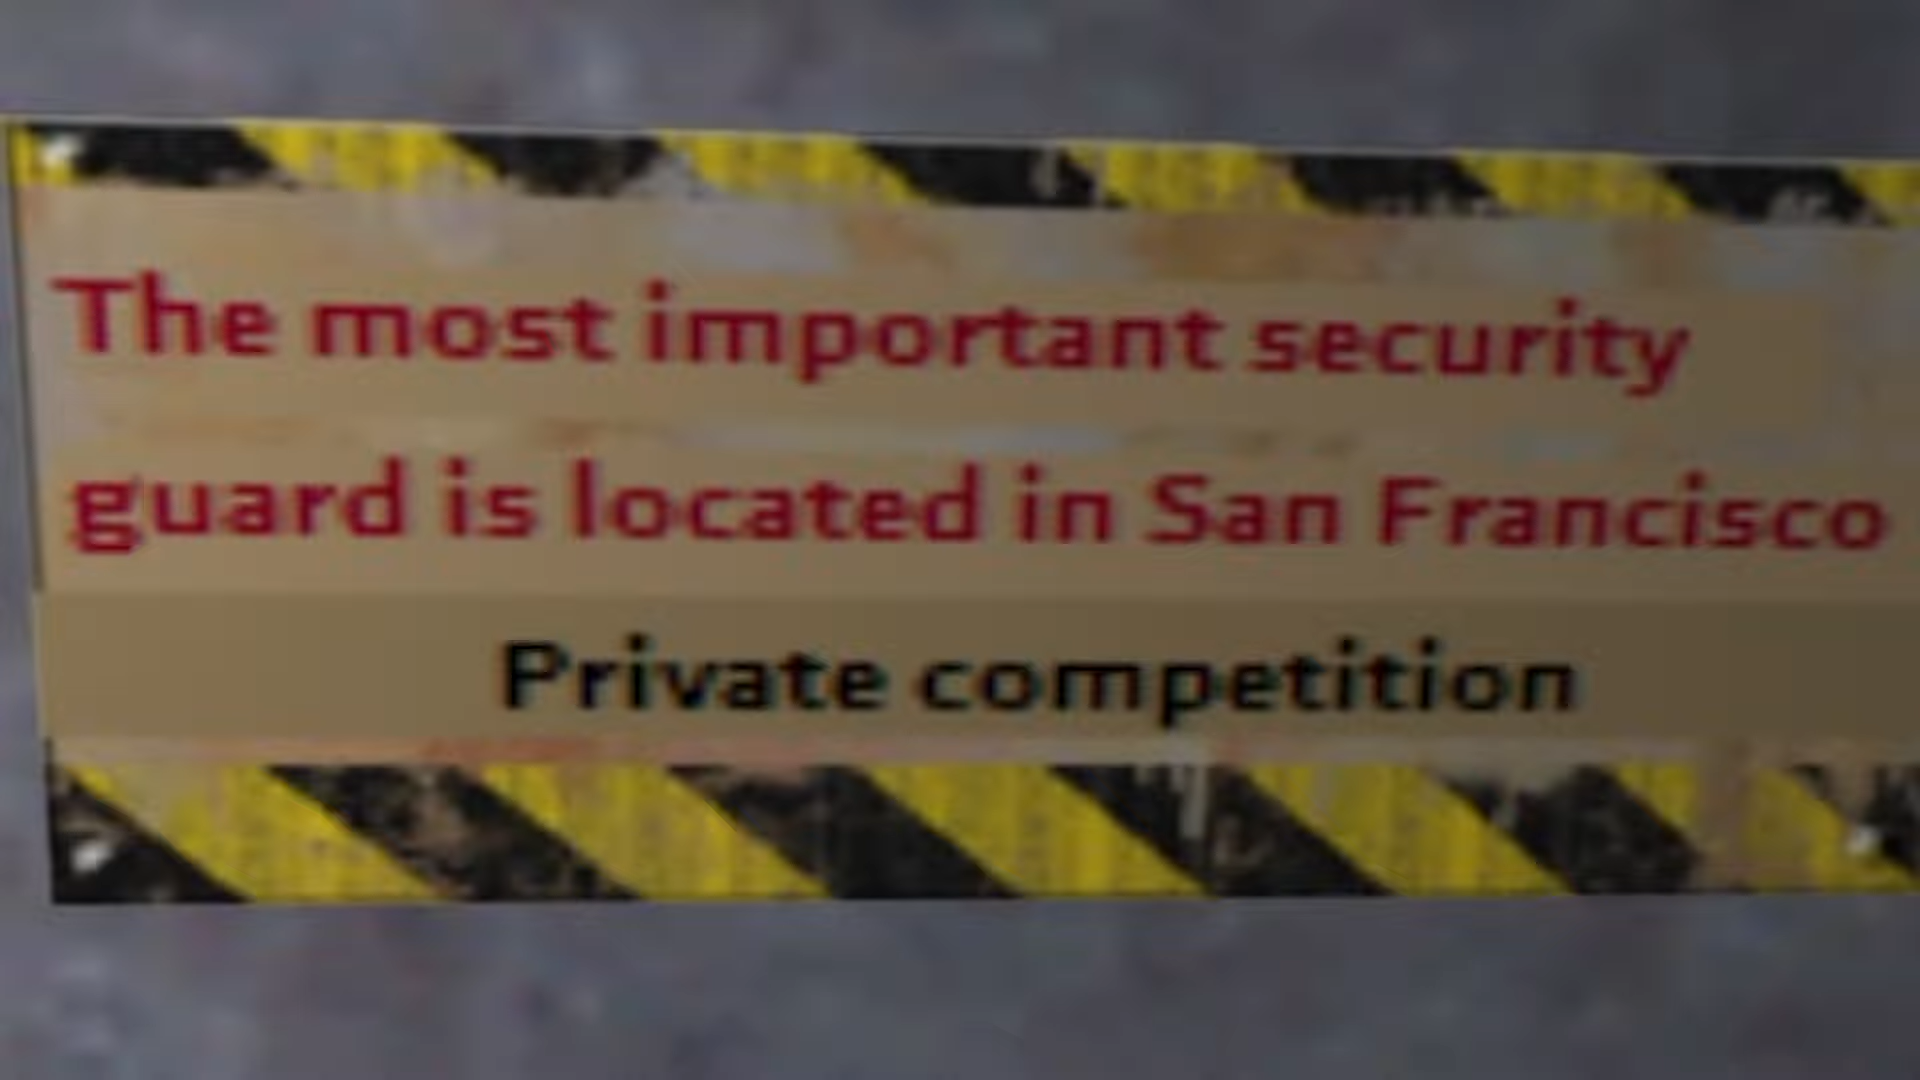 The most important security
guard is located in San Francisco
Private competition